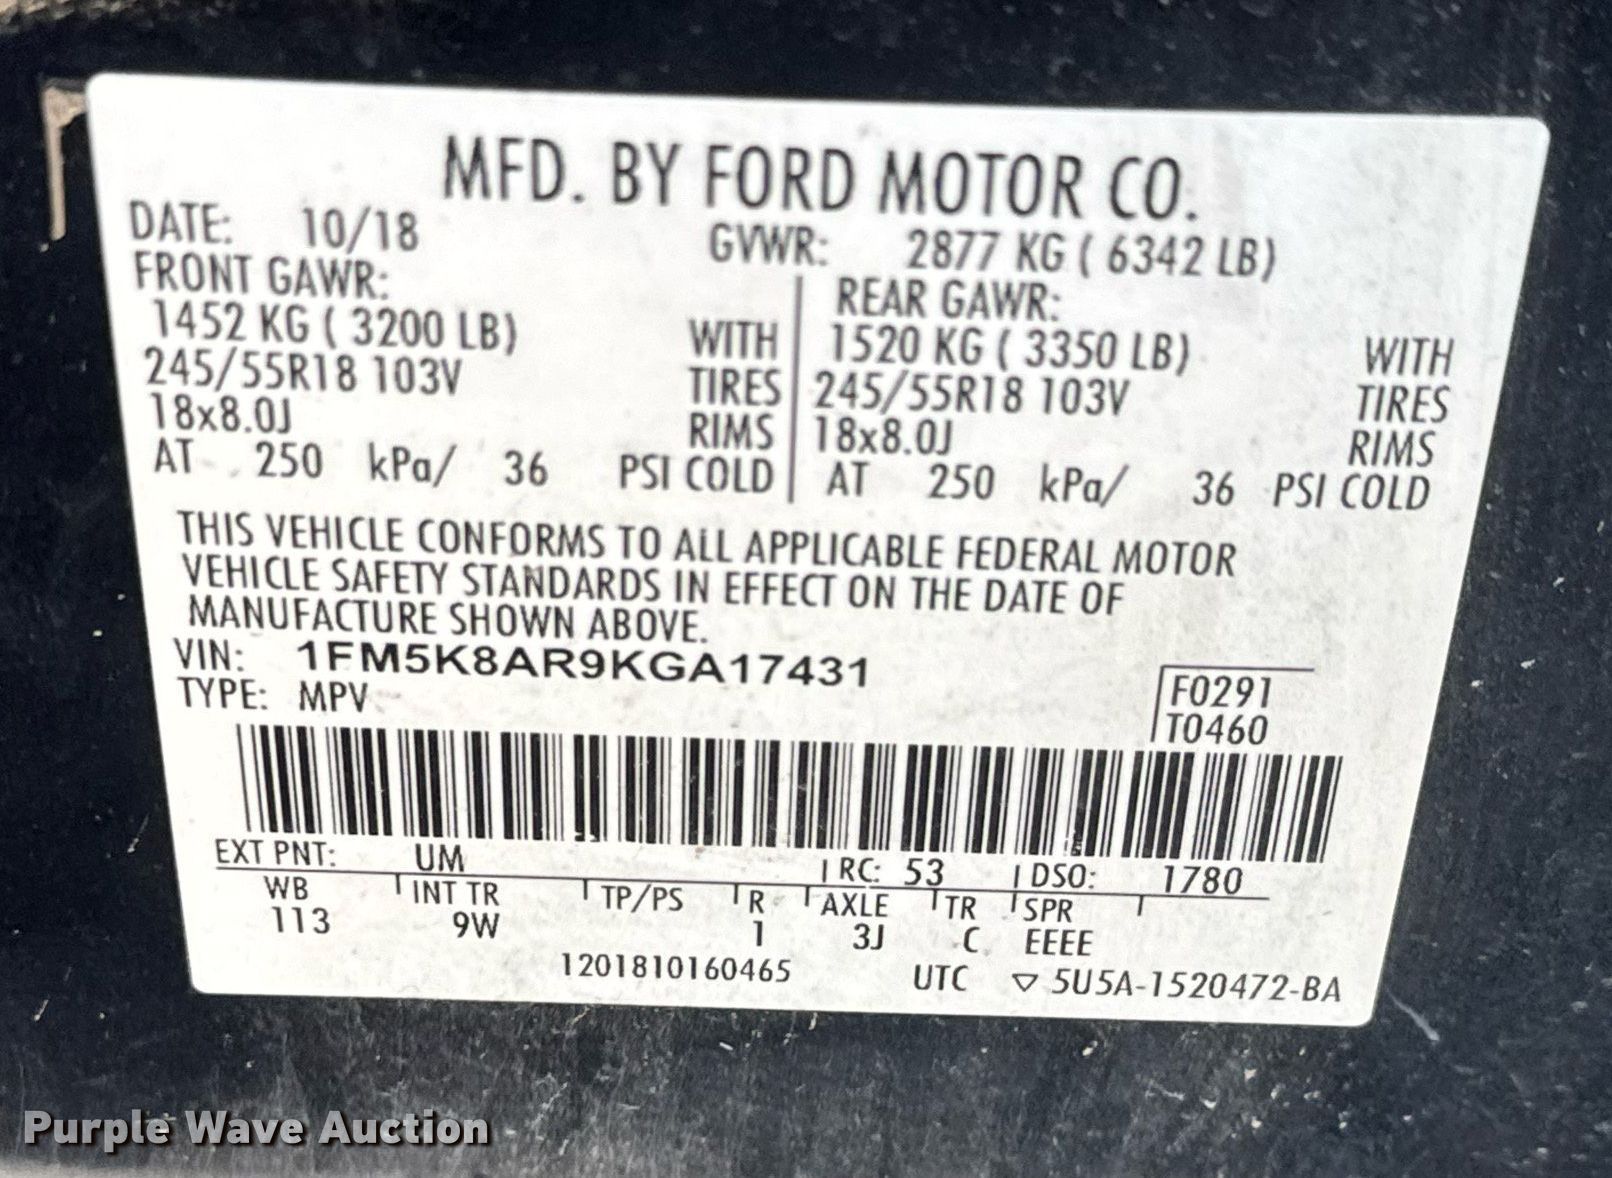 MFD. BY FORD MOTOR CO.
DATE: 10/18 GVWR: 2877 KG ( 6342 LB)
FRONT GAWR: REAR GAWR:
1452 KG ( 3200 LB) WITH 1520 KG ( 3350 LB) WITH
245/55R18 103V TIRES 245/55R18 103V TIRES
18x8.0J RIMS 18x8.0J RIMS
AT 250 kPa/ 36 PSI COLD AT 250 kPa/ 36 PSI COLD
THIS VEHICLE CONFORMS TO ALL APPLICABLE FEDERAL MOTOR
VEHICLE SAFETY STANDARDS IN EFFECT ON THE DATE OF
MANUFACTURE SHOWN ABOVE.
VIN: 1FM5K8AR9KGA17431
TYPE: MPV
F0291
T0460
EXT PNT: UM RC: 53 DSO: 1780
WB INT TR TP/PS R AXLE TR SPR
113 9W 1 3J C EEEE
1201810160465 UTC ▽ 5U5A-1520472-BA
Purple Wave Auction